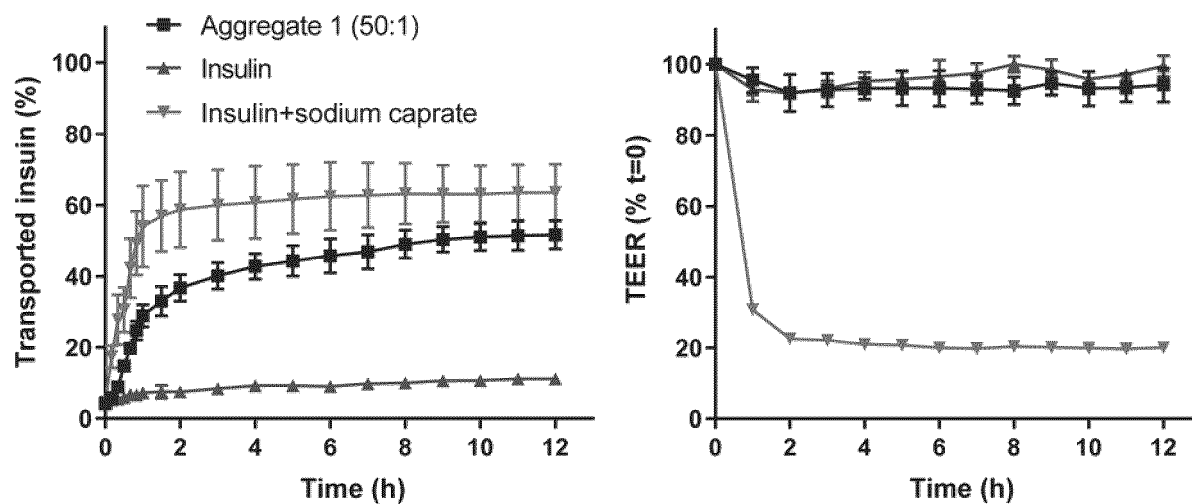 Aggregate 1 (50:1)
Insulin
Insulin+sodium caprate
Transported insuin (%)
100
80
60
40
20
0
0 2 4 6 8 10 12
Time (h)
TEER (% t=0)
100
80
60
40
20
0
0 2 4 6 8 10 12
Time (h)